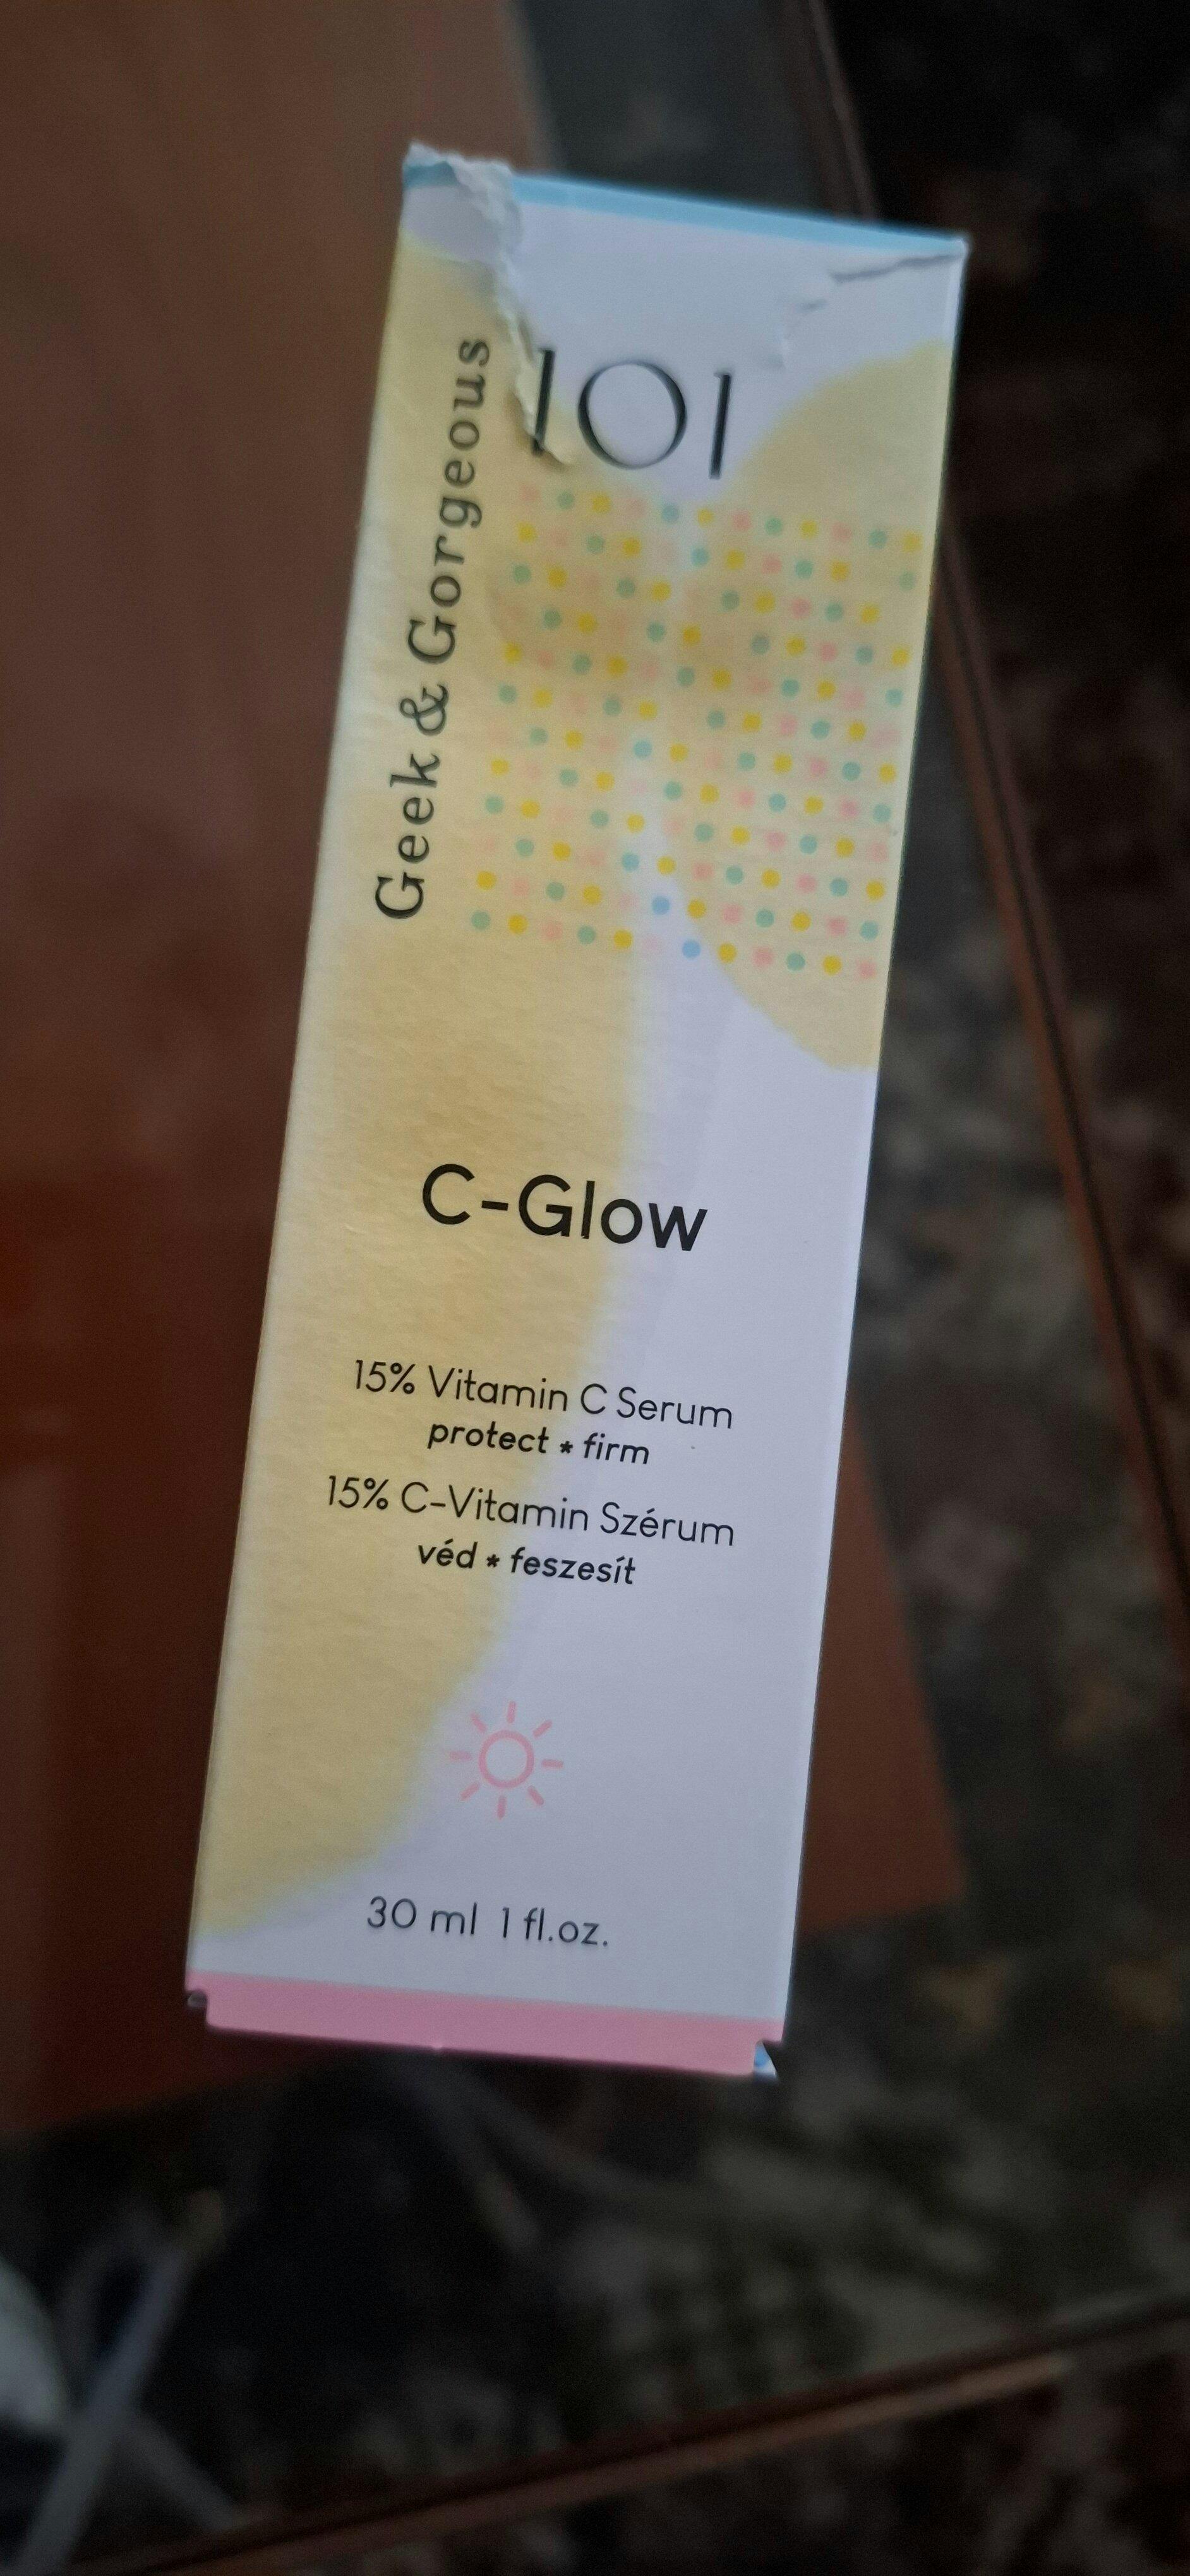 101
Geek & Gorgeous
C-Glow
15% Vitamin C Serum
protect * firm
15% C-Vitamin Szérum
véd * feszesít
30 ml 1 fl.oz.